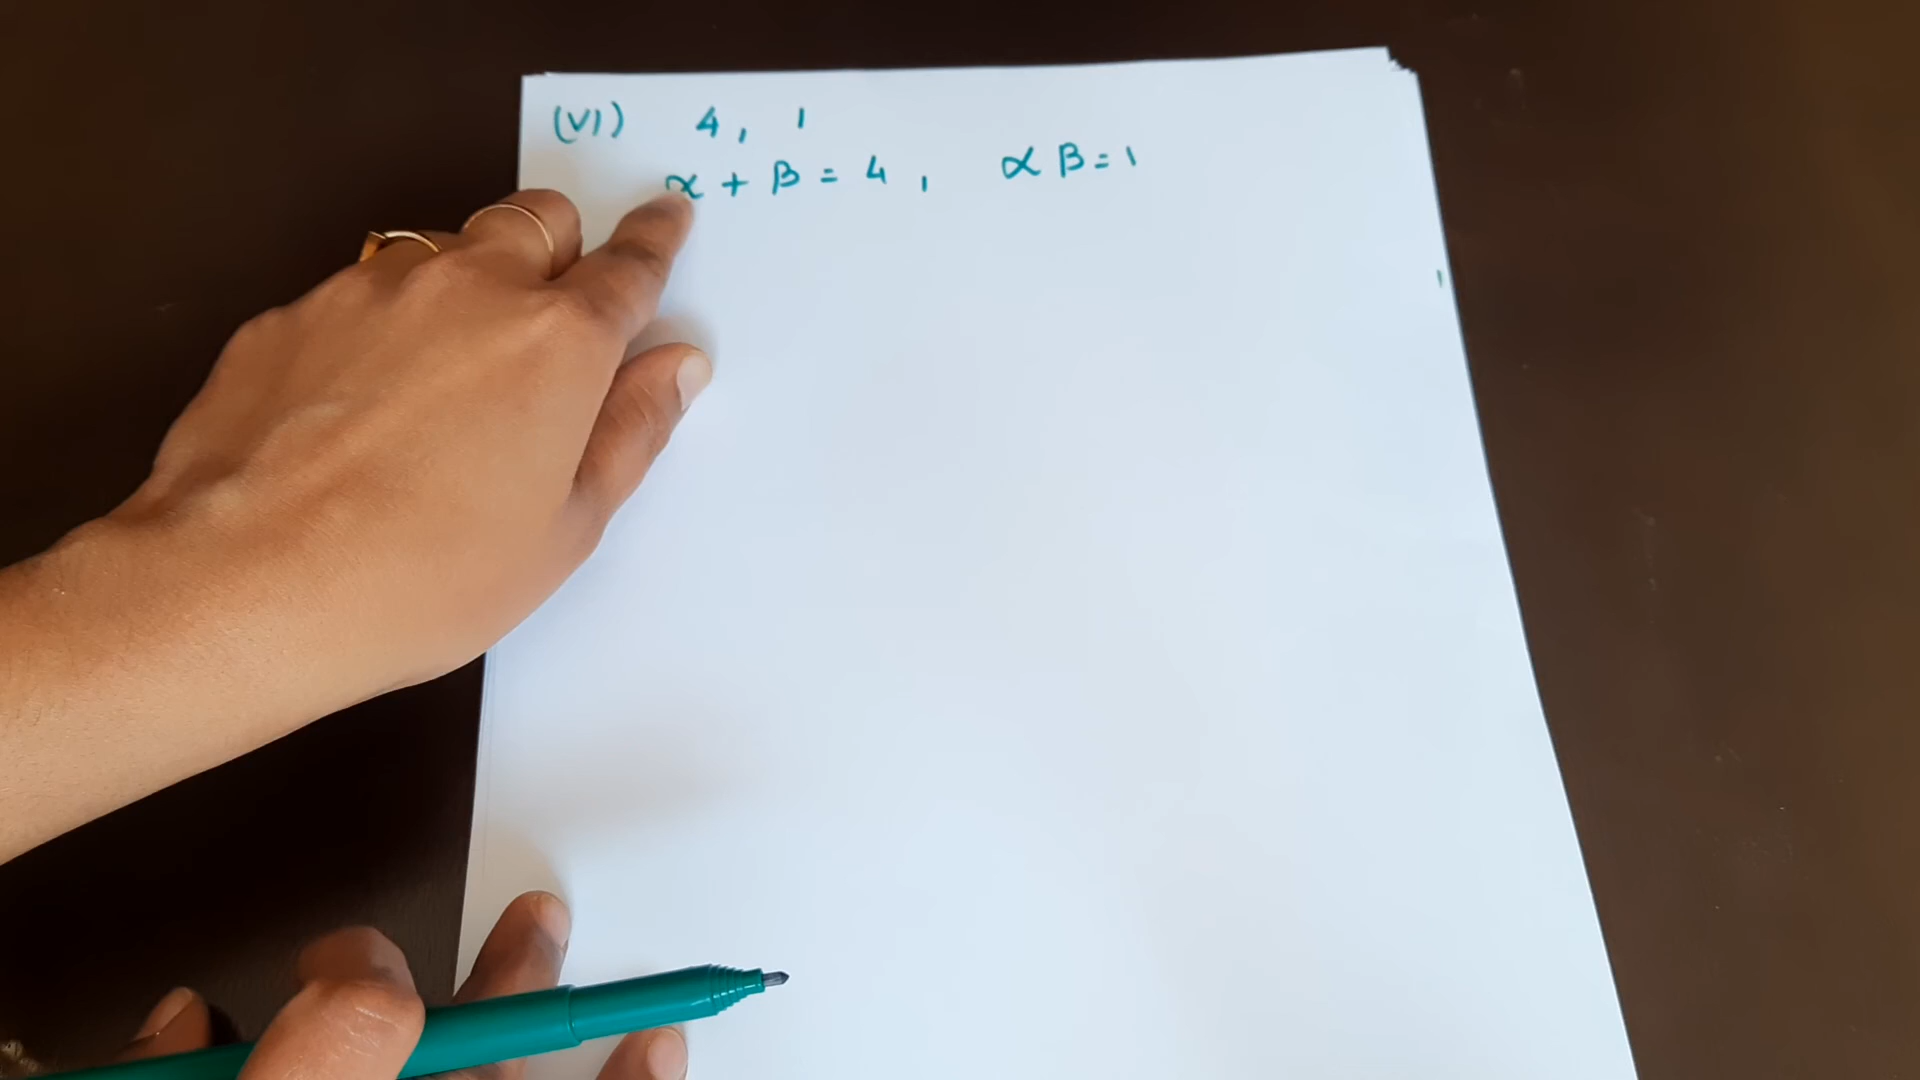 (VI) 4, 1
α + β = 4, αβ = 1